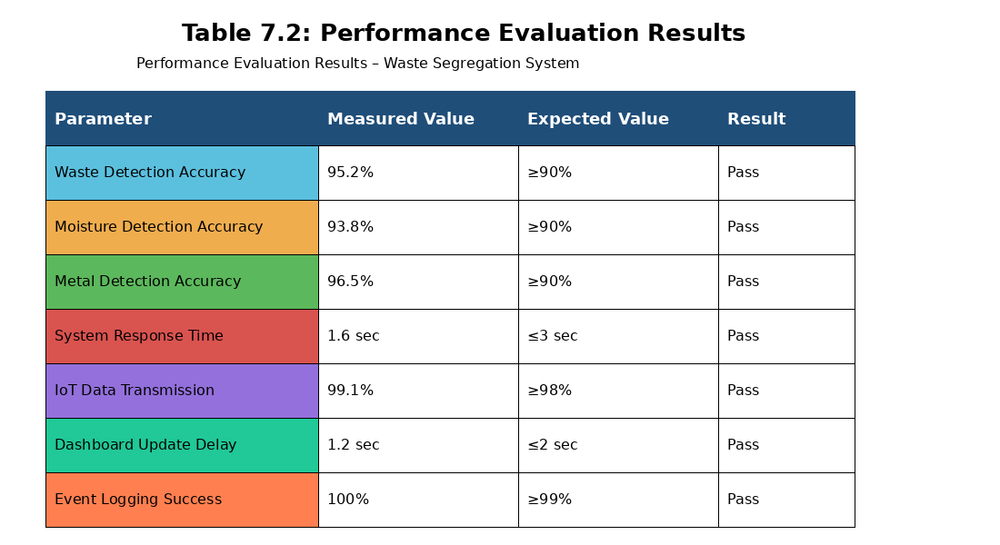 Table 7.2: Performance Evaluation Results
Performance Evaluation Results – Waste Segregation System
Parameter Measured Value Expected Value Result
Waste Detection Accuracy 95.2% ≥90% Pass
Moisture Detection Accuracy 93.8% ≥90% Pass
Metal Detection Accuracy 96.5% ≥90% Pass
System Response Time 1.6 sec ≤3 sec Pass
IoT Data Transmission 99.1% ≥98% Pass
Dashboard Update Delay 1.2 sec ≤2 sec Pass
Event Logging Success 100% ≥99% Pass